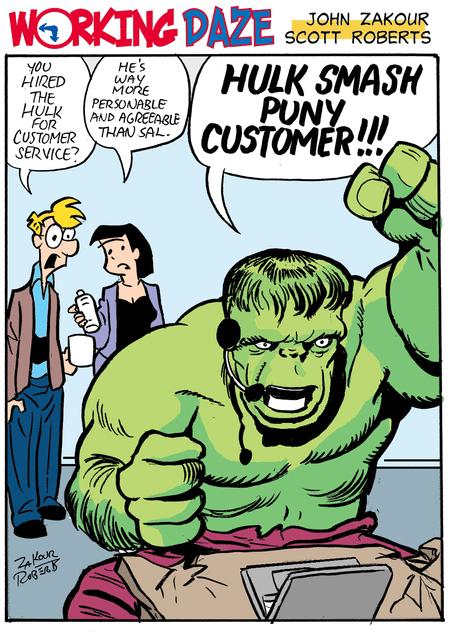 WORKING DAZE
JOHN ZAKOUR
SCOTT ROBERTS
YOU
HIRED
THE
HULK
FOR
CUSTOMER
SERVICE?
HE'S
WAY
MORE
PERSONABLE
AND AGREEABLE
THAN SAL.
HULK SMASH
PUNY
CUSTOMER!!!
ZAKOUR
ROBERTS